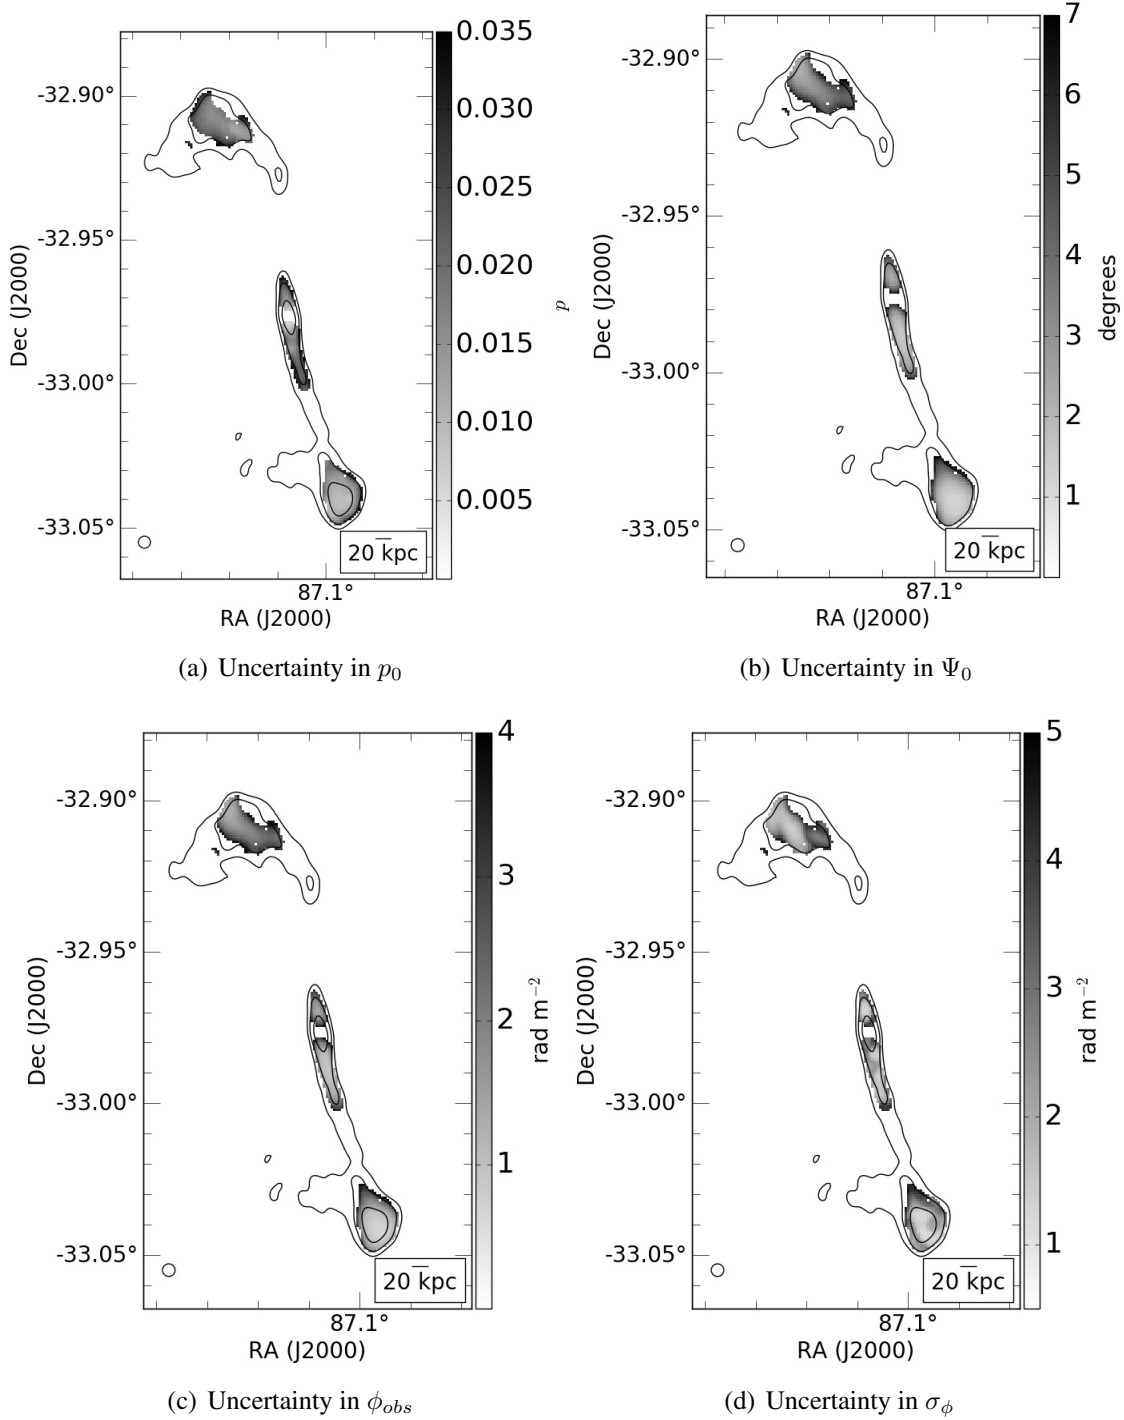 0.035
-32.90°
0.030
0.025
-32.95°
0.020
Dec (J2000)
p
0.015
-33.00°
0.010
0.005
-33.05°
20 kpc
87.1°
RA (J2000)
(a) Uncertainty in p₀
7
-32.90°
6
5
-32.95°
4
Dec (J2000)
degrees
3
-33.00°
2
1
-33.05°
20 kpc
87.1°
RA (J2000)
(b) Uncertainty in Ψ₀
4
-32.90°
3
-32.95°
2
Dec (J2000)
rad m⁻²
-33.00°
1
-33.05°
20 kpc
87.1°
RA (J2000)
(c) Uncertainty in ϕ_obs
5
-32.90°
4
-32.95°
3
Dec (J2000)
rad m⁻²
-33.00°
2
1
-33.05°
20 kpc
87.1°
RA (J2000)
(d) Uncertainty in σ_ϕ